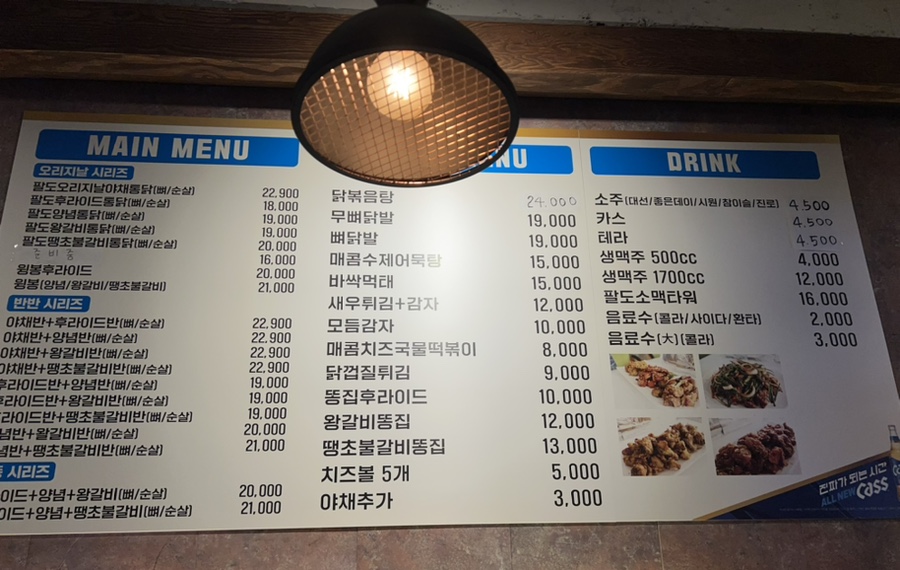 MAIN MENU
오리지날 시리즈
팔도오리지날야채통닭(뼈/순살) 22,900
팔도후라이드통닭(뼈/순살) 18,000
팔도양념통닭(뼈/순살) 19,000
팔도왕갈비통닭(뼈/순살) 19,000
팔도땡초불갈비통닭(뼈/순살) 20,000
준비중 16,000
윙봉후라이드 20,000
윙봉(양념/왕갈비/땡초불갈비) 21,000
반반 시리즈
야채반+후라이드반(뼈/순살) 22,900
야채반+양념반(뼈/순살) 22,900
야채반+왕갈비반(뼈/순살) 22,900
야채반+땡초불갈비반(뼈/순살) 22,900
후라이드반+양념반(뼈/순살) 19,000
라이드반+왕갈비반(뼈/순살) 19,000
라이드반+땡초불갈비반(뼈/순살) 19,000
념반+왕갈비반(뼈/순살) 20,000
념반+땡초불갈비반(뼈/순살) 21,000
시리즈
이드+양념+왕갈비(뼈/순살) 20,000
이드+양념+땡초불갈비(뼈/순살) 21,000
NU
닭볶음탕 24.000
무뼈닭발 19,000
뼈닭발 19,000
매콤수제어묵탕 15,000
바싹먹태 15,000
새우튀김+감자 12,000
모듬감자 10,000
매콤치즈국물떡볶이 8,000
닭껍질튀김 9,000
똥집후라이드 10,000
왕갈비똥집 12,000
땡초불갈비똥집 13,000
치즈볼 5개 5,000
야채추가 3,000
DRINK
소주(대선/좋은데이/시원/참이슬/진로) 4.500
카스 4.500
테라 4.500
생맥주 500cc 4,000
생맥주 1700cc 12,000
팔도소맥타워 16,000
음료수(콜라/사이다/환타) 2,000
음료수(大)(콜라) 3,000
진짜가 되는 시간
ALL NEW Cass